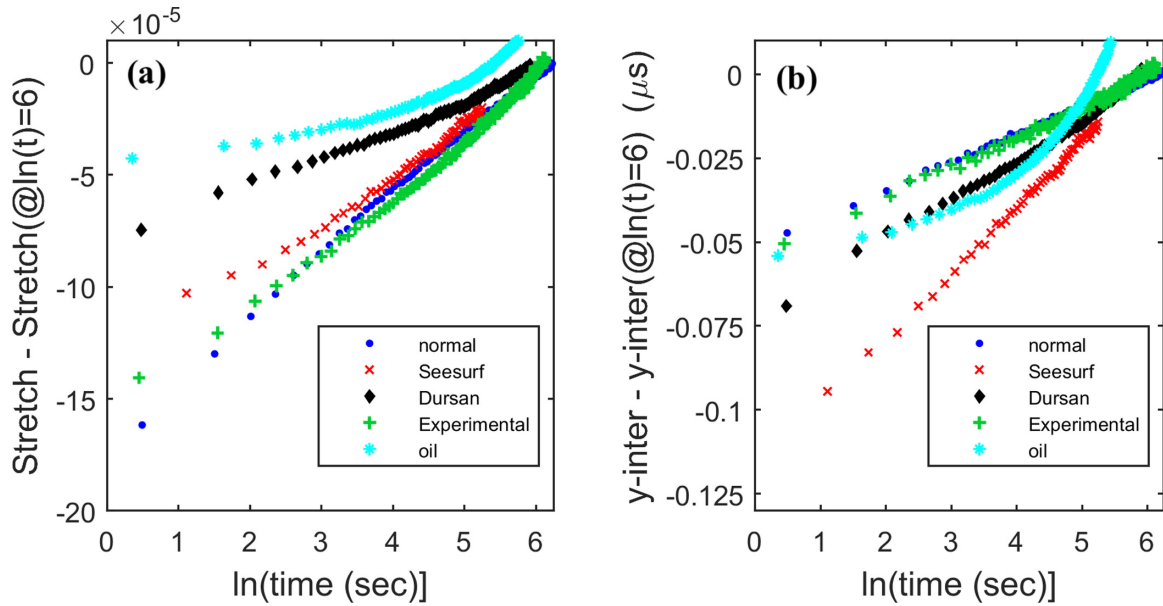 × 10-5
(a)
Stretch - Stretch(@ln(t)=6)
0
-5
-10
-15
-20
0 1 2 3 4 5 6
ln(time (sec)]
normal
Seesurf
Dursan
Experimental
oil
(b)
y-inter - y-inter(@ln(t)=6) (μs)
0
-0.025
-0.05
-0.075
-0.1
-0.125
0 1 2 3 4 5 6
ln(time (sec)]
normal
Seesurf
Dursan
Experimental
oil